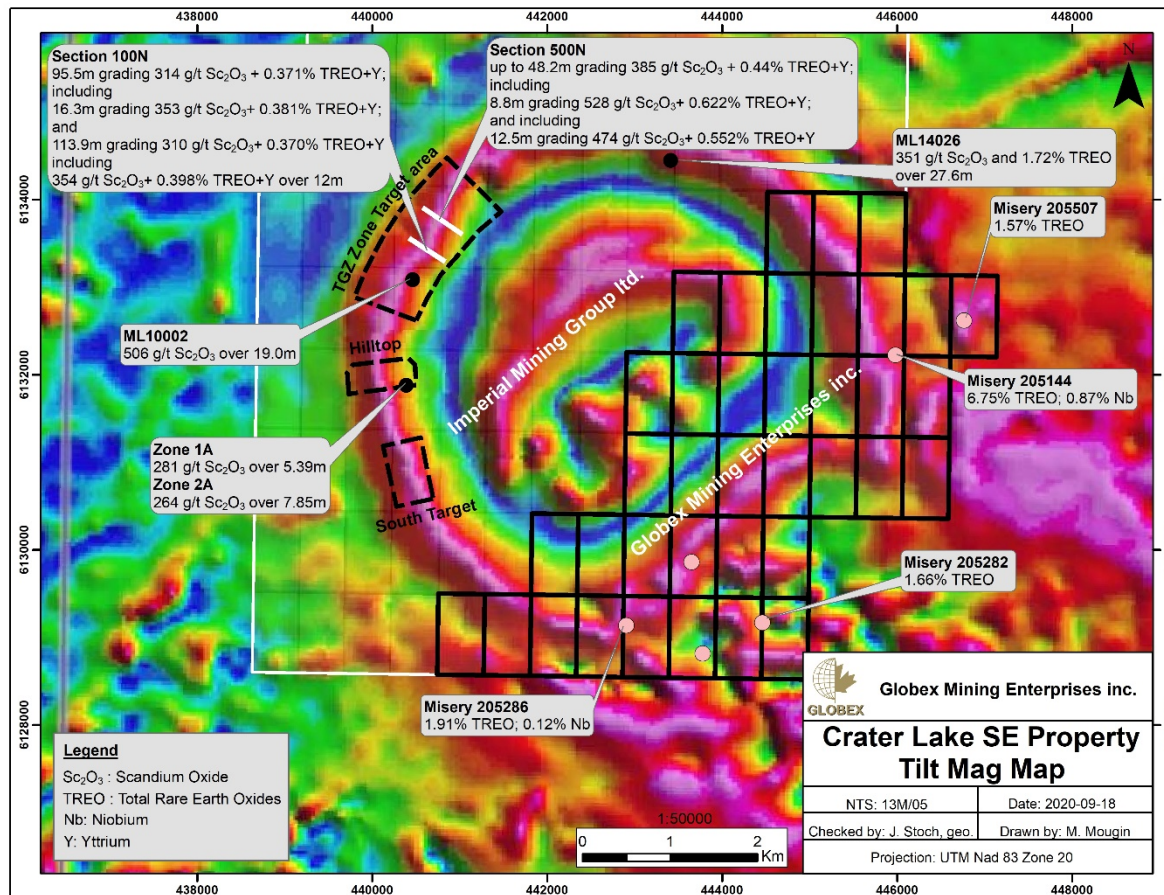 438000
440000
442000
444000
446000
448000
Section 100N
95.5m grading 314 g/t Sc₂O₃ + 0.371% TREO+Y;
including
16.3m grading 353 g/t Sc₂O₃+ 0.381% TREO+Y;
and
113.9m grading 310 g/t Sc₂O₃+ 0.370% TREO+Y
including
354 g/t Sc₂O₃+ 0.398% TREO+Y over 12m
Section 500N
up to 48.2m grading 385 g/t Sc₂O₃ + 0.44% TREO+Y;
including
8.8m grading 528 g/t Sc₂O₃+ 0.622% TREO+Y;
and including
12.5m grading 474 g/t Sc₂O₃+ 0.552% TREO+Y
N
ML14026
351 g/t Sc₂O₃ and 1.72% TREO
over 27.6m
6134000
6134000
TGZ Zone Target area
Misery 205507
1.57% TREO
ML10002
506 g/t Sc₂O₃ over 19.0m
Imperial Mining Group ltd.
Hilltop
6132000
6132000
Misery 205144
6.75% TREO; 0.87% Nb
Zone 1A
281 g/t Sc₂O₃ over 5.39m
Zone 2A
264 g/t Sc₂O₃ over 7.85m
Globex Mining Enterprises inc.
South Target
6130000
6130000
Misery 205282
1.66% TREO
Misery 205286
1.91% TREO; 0.12% Nb
6128000
6128000
Legend
Sc₂O₃ : Scandium Oxide
TREO : Total Rare Earth Oxides
Nb: Niobium
Y: Yttrium
1:50000
0 1 2
Km
GLOBEX
Globex Mining Enterprises inc.
Crater Lake SE Property
Tilt Mag Map
NTS: 13M/05
Date: 2020-09-18
Checked by: J. Stoch, geo.
Drawn by: M. Mougin
Projection: UTM Nad 83 Zone 20
438000
440000
442000
444000
446000
448000